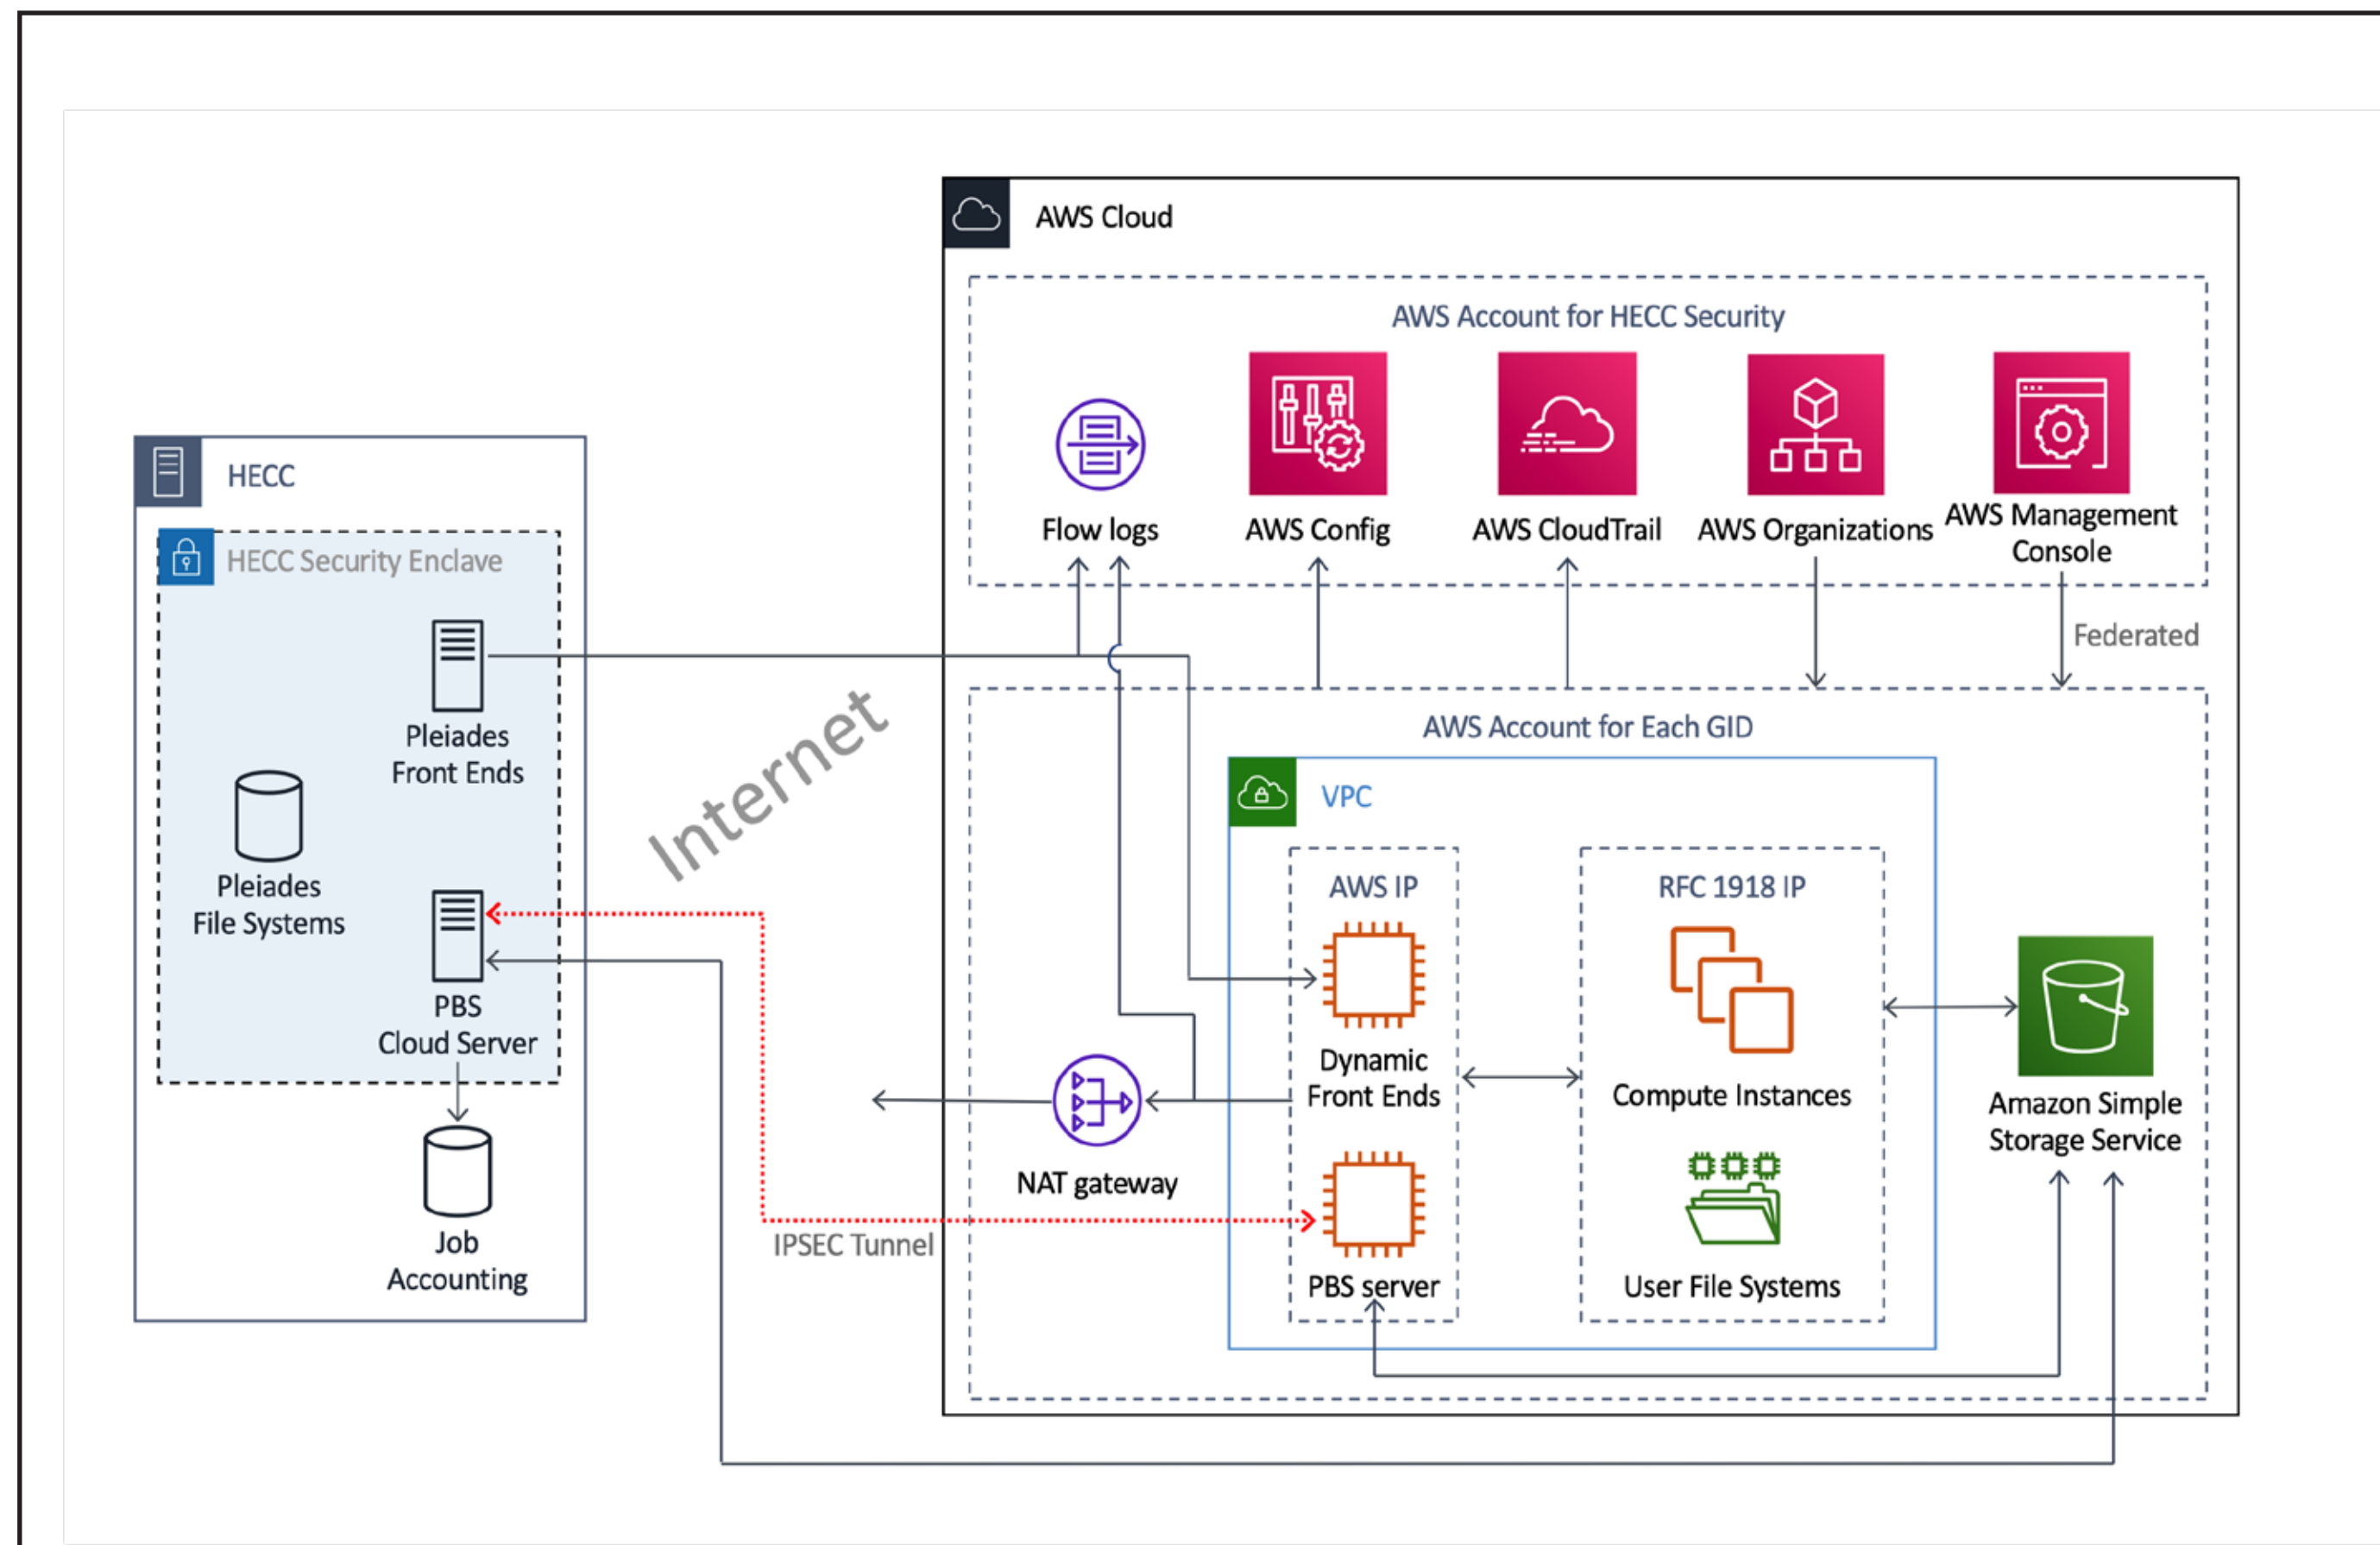 AWS Cloud
AWS Account for HECC Security
Flow logs
AWS Config
AWS CloudTrail
AWS Organizations
AWS Management
Console
Federated
HECC
HECC Security Enclave
Pleiades
Front Ends
Pleiades
File Systems
PBS
Cloud Server
Job
Accounting
Internet
IPSEC Tunnel
AWS Account for Each GID
VPC
AWS IP
Dynamic
Front Ends
PBS server
RFC 1918 IP
Compute Instances
User File Systems
NAT gateway
Amazon Simple
Storage Service